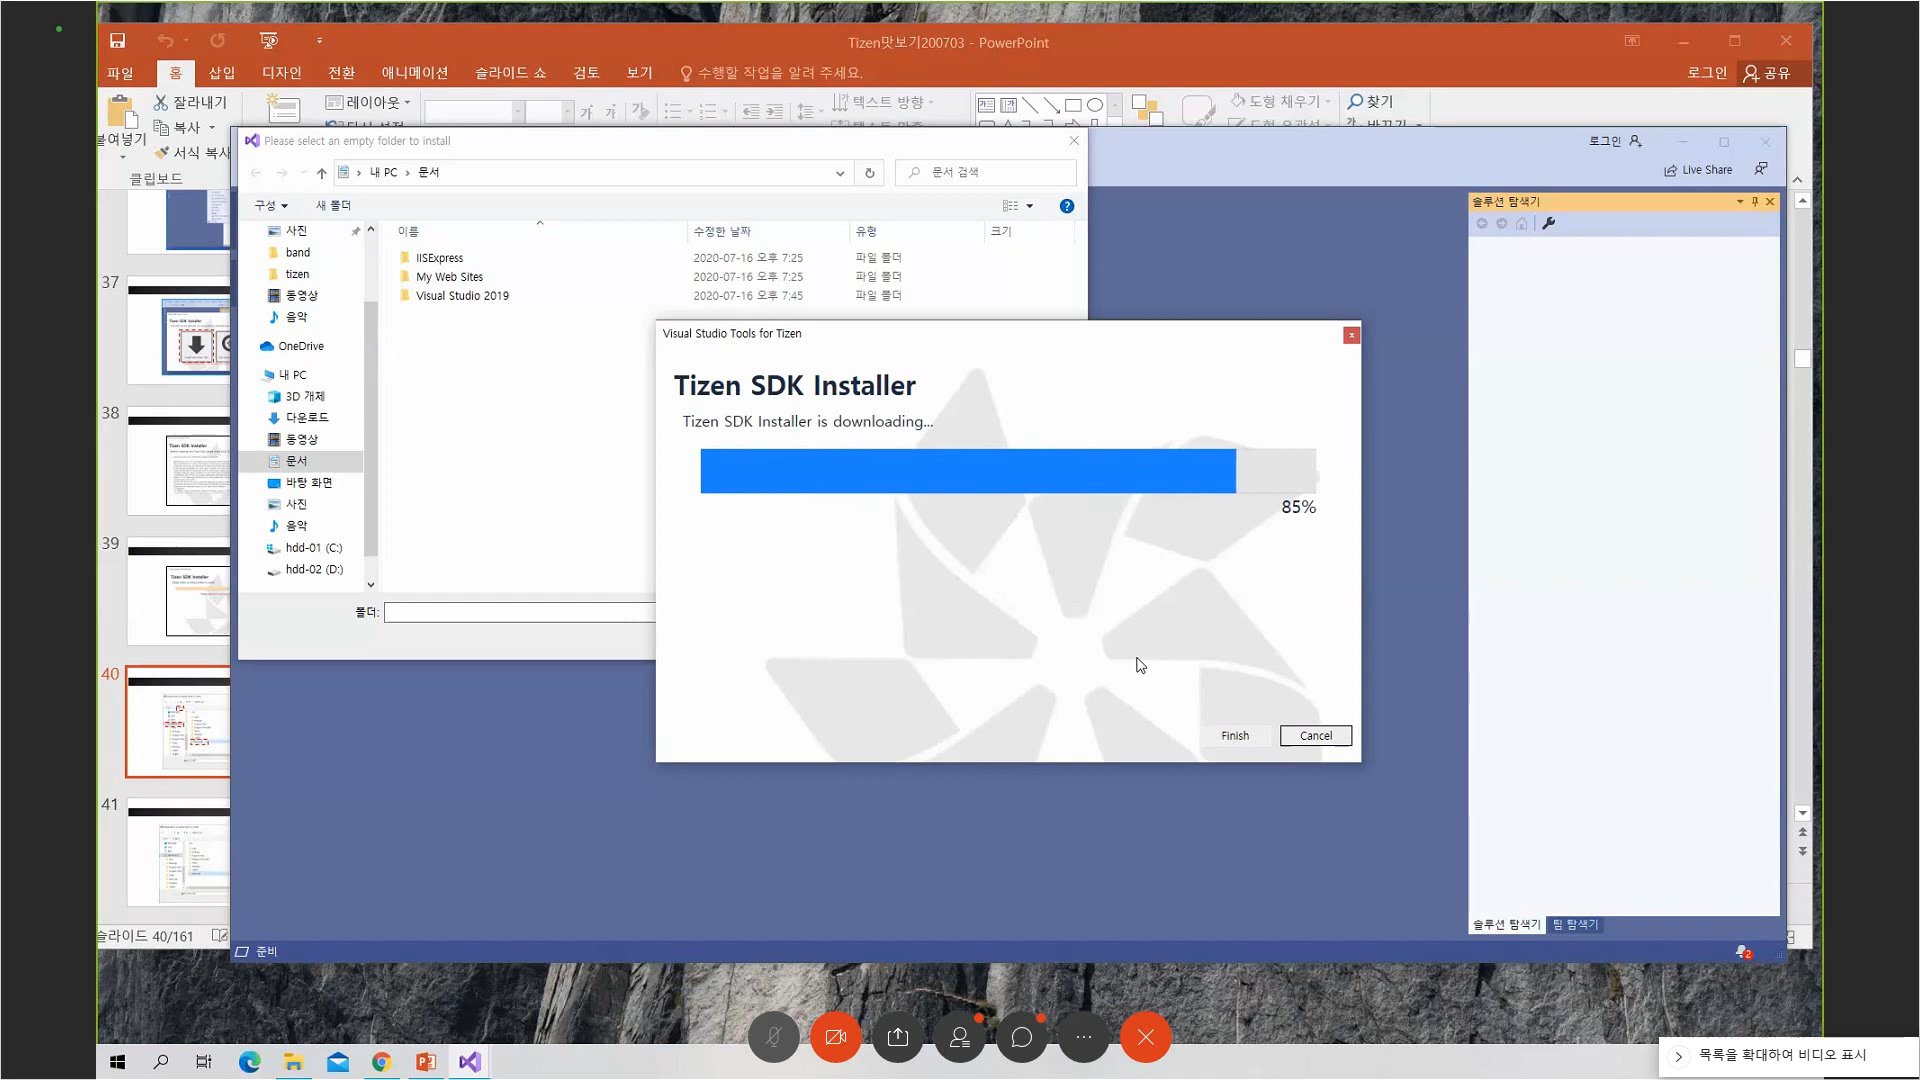 Tizen맛보기200703 - PowerPoint
파일 홈 삽입 디자인 전환 애니메이션 슬라이드 쇼 검토 보기 수행할 작업을 알려 주세요. 로그인 공유
잘라내기 레이아웃 텍스트 방향 도형 채우기 찾기
붙여넣기 복사
서식 복사
클립보드
Please select an empty folder to install
로그인
내 PC 문서
문서 검색
Live Share
구성 새 폴더
솔루션 탐색기
이름 수정한 날짜 유형 크기
사진
band
tizen
동영상
음악
OneDrive
내 PC
3D 개체
다운로드
동영상
문서
바탕 화면
사진
음악
hdd-01 (C:)
hdd-02 (D:)
IISExpress 2020-07-16 오후 7:25 파일 폴더
My Web Sites 2020-07-16 오후 7:25 파일 폴더
Visual Studio 2019 2020-07-16 오후 7:45 파일 폴더
폴더:
Visual Studio Tools for Tizen
Tizen SDK Installer
Tizen SDK Installer is downloading...
85%
Finish Cancel
37
Tizen SDK Installer
38
Tizen SDK Installer
39
Tizen SDK Installer
40
41
슬라이드 40/161
솔루션 탐색기 팀 탐색기
준비
2
목록을 확대하여 비디오 표시